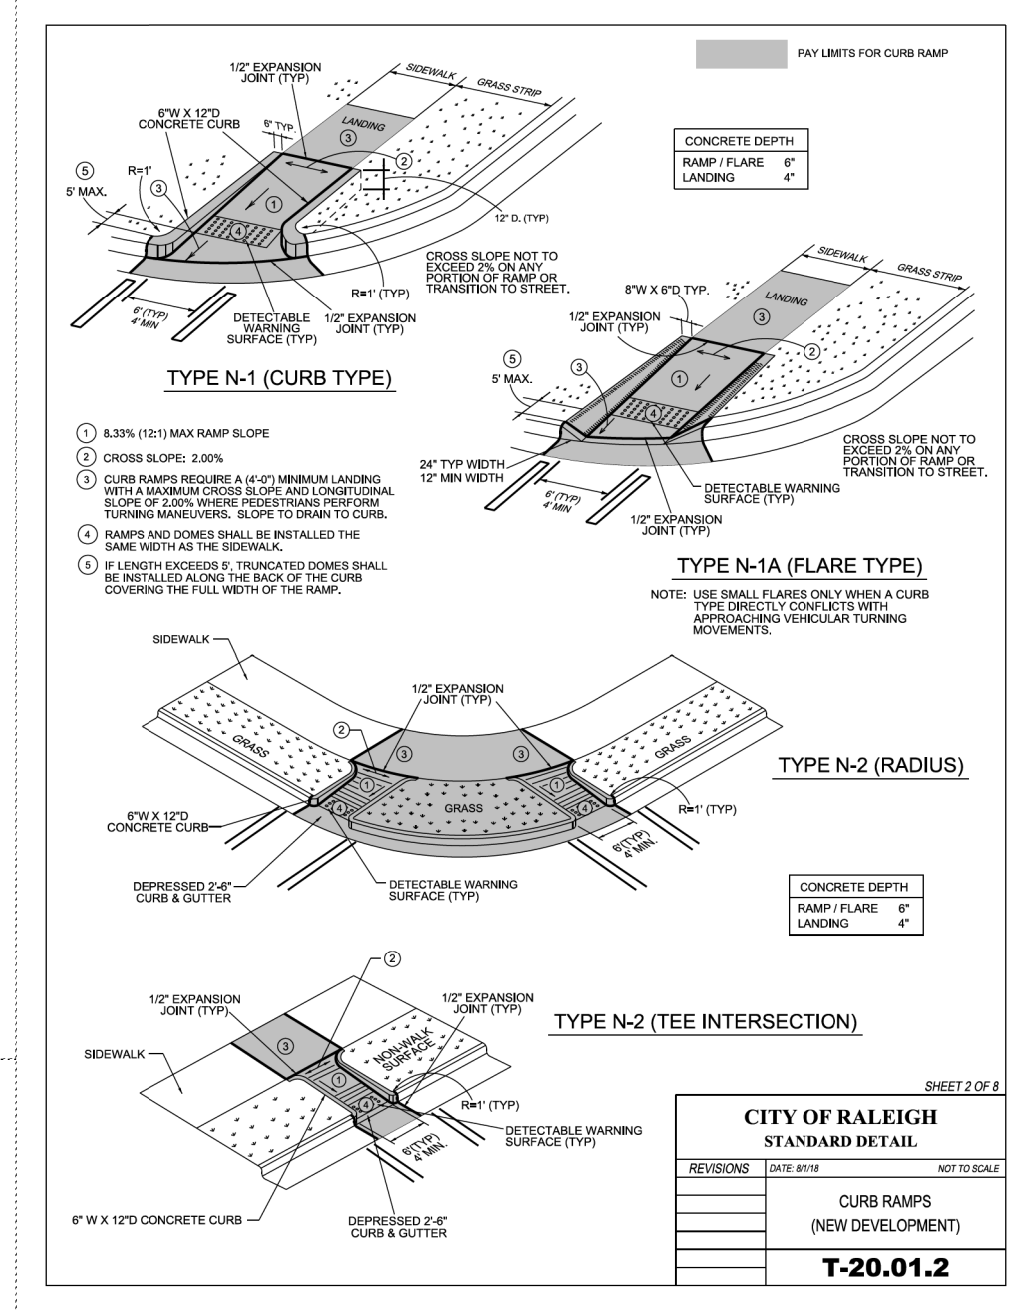 PAY LIMITS FOR CURB RAMP
SIDEWALK
GRASS STRIP
1/2" EXPANSION
JOINT (TYP)
6"W X 12"D
CONCRETE CURB
6" TYP.
LANDING
3
2
5
5' MAX.
R=1'
3
1
4
12" D. (TYP)
R=1' (TYP)
6' (TYP)
4' MIN
DETECTABLE
WARNING
SURFACE (TYP)
1/2" EXPANSION
JOINT (TYP)
CROSS SLOPE NOT TO
EXCEED 2% ON ANY
PORTION OF RAMP OR
TRANSITION TO STREET.
TYPE N-1 (CURB TYPE)
CONCRETE DEPTH
RAMP / FLARE 6"
LANDING 4"
SIDEWALK
GRASS STRIP
8"W X 6"D TYP.
LANDING
1/2" EXPANSION
JOINT (TYP)
3
2
5
5' MAX.
3
1
4
24" TYP WIDTH
12" MIN WIDTH
6' (TYP)
4' MIN
DETECTABLE WARNING
SURFACE (TYP)
1/2" EXPANSION
JOINT (TYP)
CROSS SLOPE NOT TO
EXCEED 2% ON ANY
PORTION OF RAMP OR
TRANSITION TO STREET.
TYPE N-1A (FLARE TYPE)
NOTE: USE SMALL FLARES ONLY WHEN A CURB
TYPE DIRECTLY CONFLICTS WITH
APPROACHING VEHICULAR TURNING
MOVEMENTS.
1 8.33% (12:1) MAX RAMP SLOPE
2 CROSS SLOPE: 2.00%
3 CURB RAMPS REQUIRE A (4'-0") MINIMUM LANDING
WITH A MAXIMUM CROSS SLOPE AND LONGITUDINAL
SLOPE OF 2.00% WHERE PEDESTRIANS PERFORM
TURNING MANEUVERS. SLOPE TO DRAIN TO CURB.
4 RAMPS AND DOMES SHALL BE INSTALLED THE
SAME WIDTH AS THE SIDEWALK.
5 IF LENGTH EXCEEDS 5', TRUNCATED DOMES SHALL
BE INSTALLED ALONG THE BACK OF THE CURB
COVERING THE FULL WIDTH OF THE RAMP.
SIDEWALK
1/2" EXPANSION
JOINT (TYP)
2
GRASS
3
3
GRASS
1
1
4
GRASS
4
6"W X 12"D
CONCRETE CURB
R=1' (TYP)
6'(TYP)
4' MIN.
DEPRESSED 2'-6"
CURB & GUTTER
DETECTABLE WARNING
SURFACE (TYP)
TYPE N-2 (RADIUS)
CONCRETE DEPTH
RAMP / FLARE 6"
LANDING 4"
2
1/2" EXPANSION
JOINT (TYP)
1/2" EXPANSION
JOINT (TYP)
SIDEWALK
3
NON-WALK
SURFACE
1
4
R=1' (TYP)
DETECTABLE WARNING
SURFACE (TYP)
6'(TYP)
4' MIN.
6" W X 12"D CONCRETE CURB
DEPRESSED 2'-6"
CURB & GUTTER
TYPE N-2 (TEE INTERSECTION)
SHEET 2 OF 8
CITY OF RALEIGH
STANDARD DETAIL
REVISIONS
DATE: 8/1/18
NOT TO SCALE
CURB RAMPS
(NEW DEVELOPMENT)
T-20.01.2